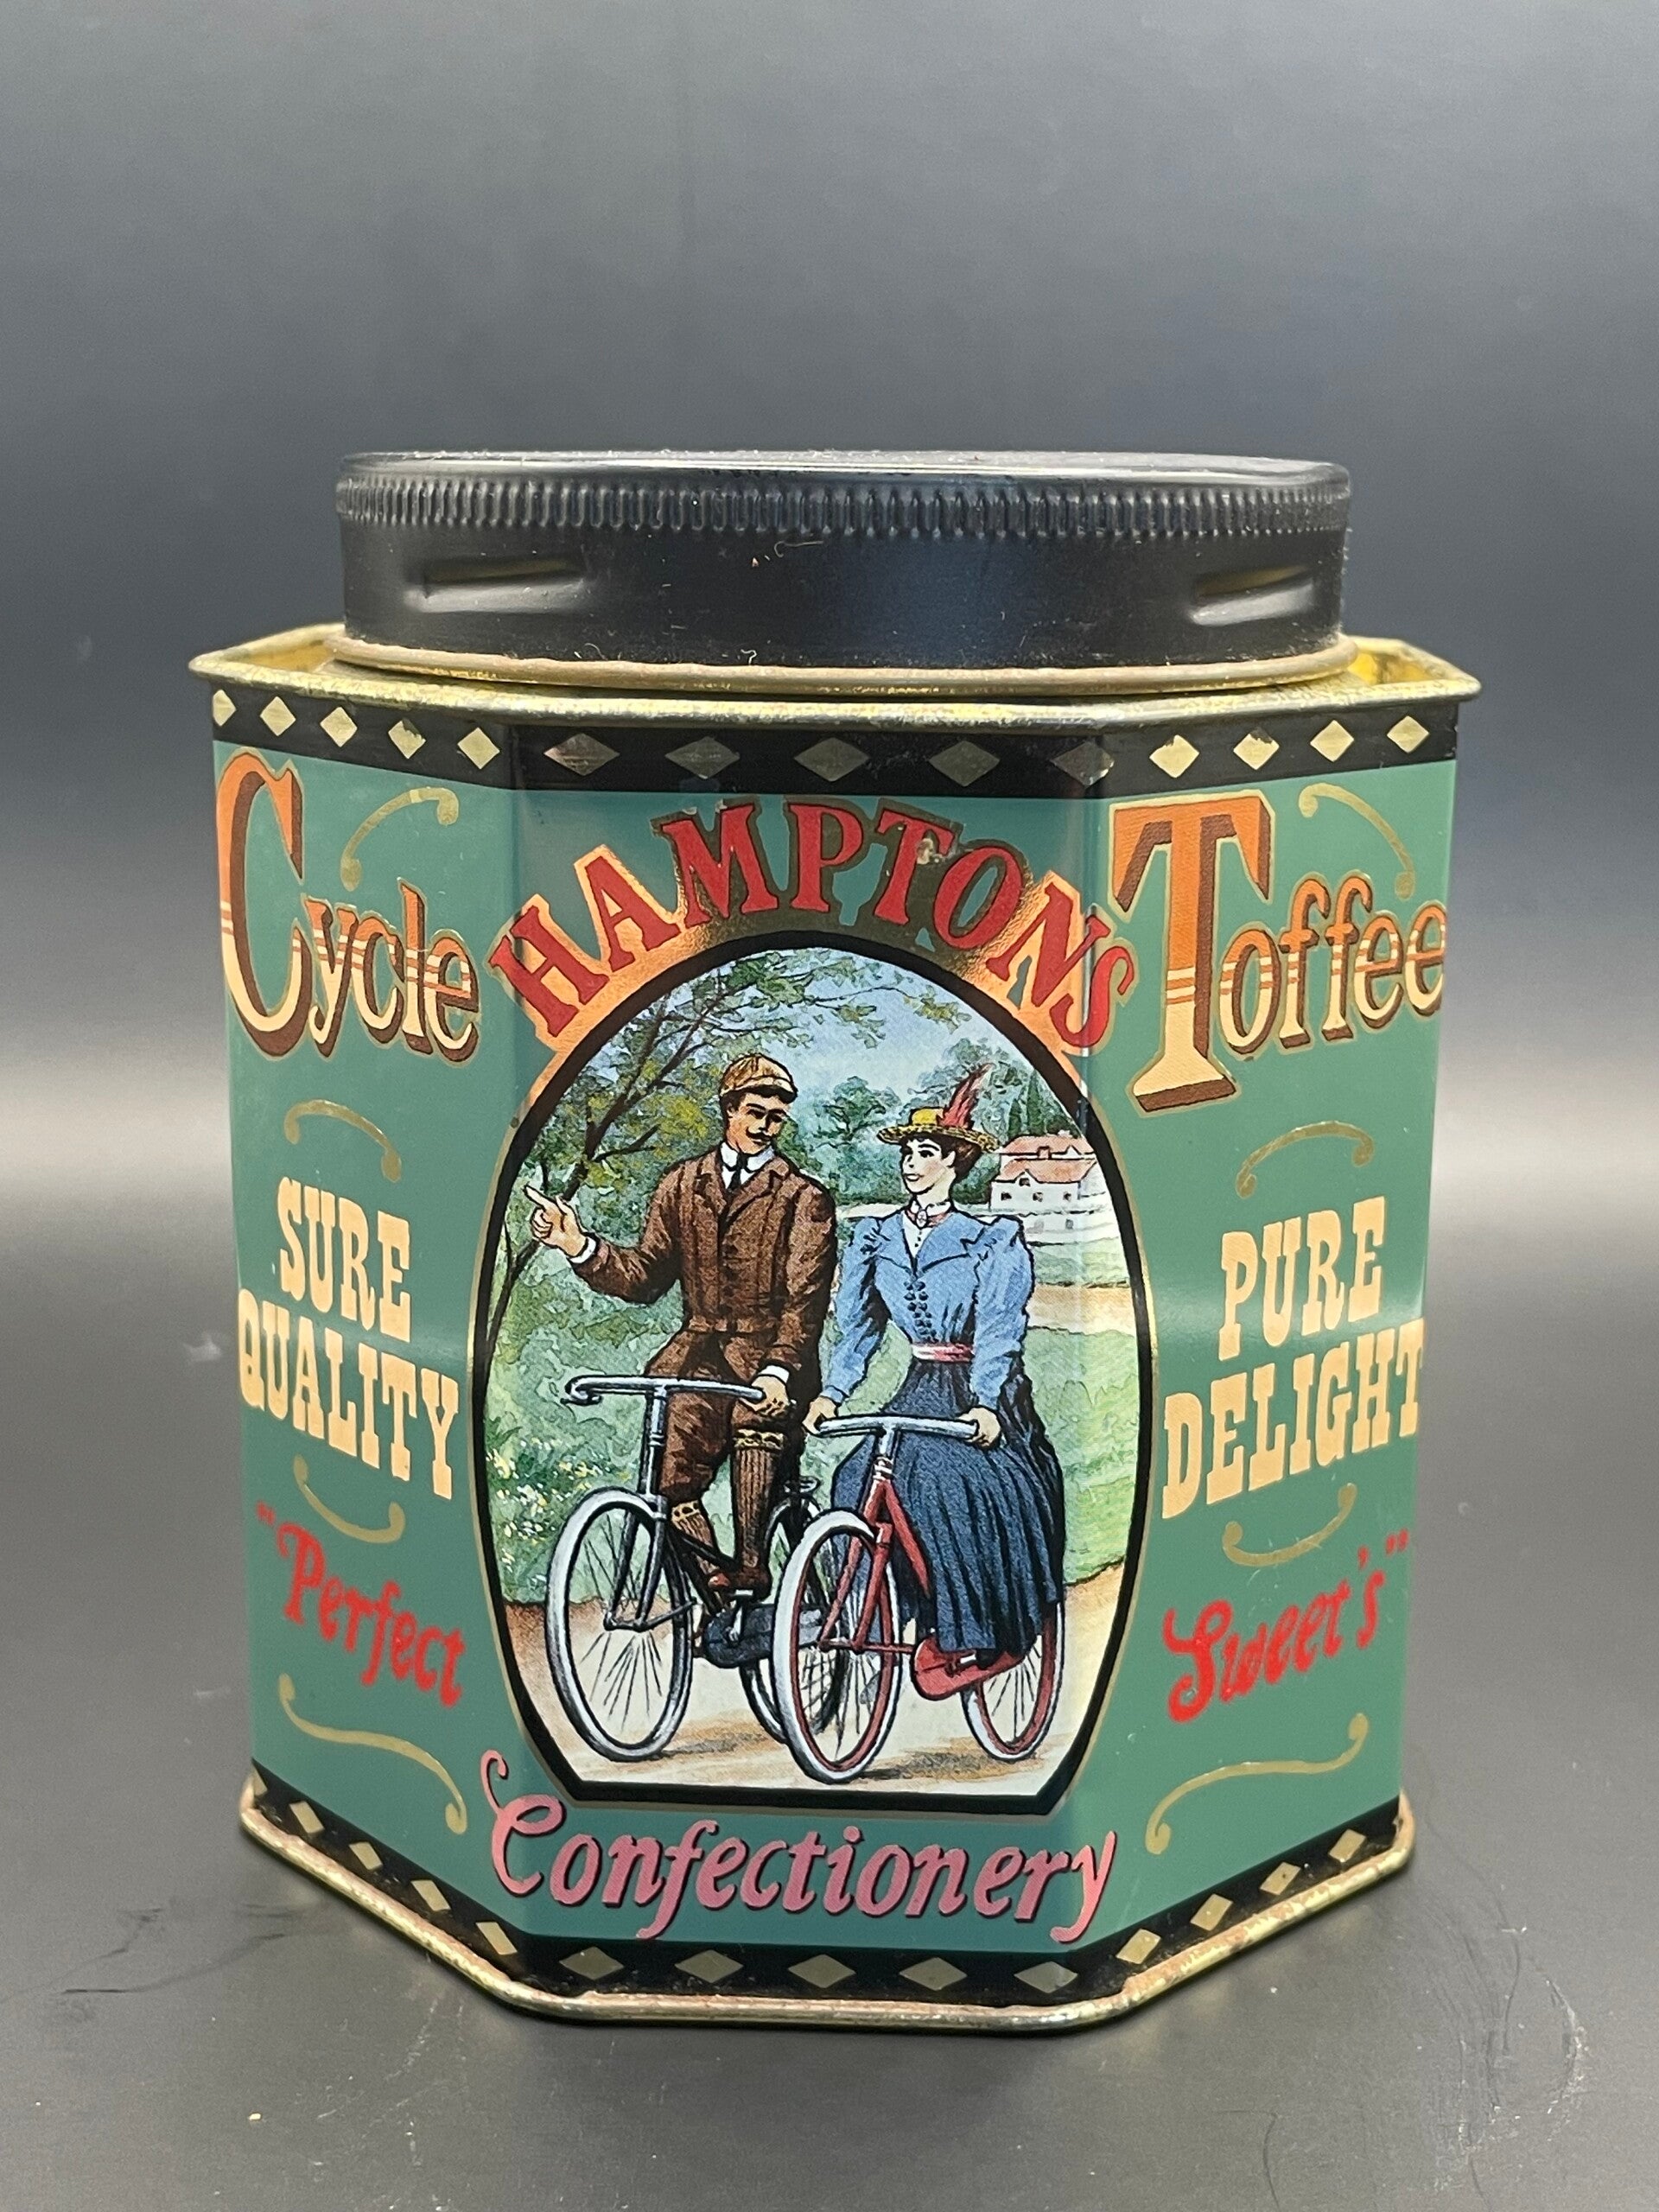 Cycle
HAMPTONS
Toffee
SURE
QUALITY
"Perfect
PURE
DELIGHT
Sweet's"
Confectionery